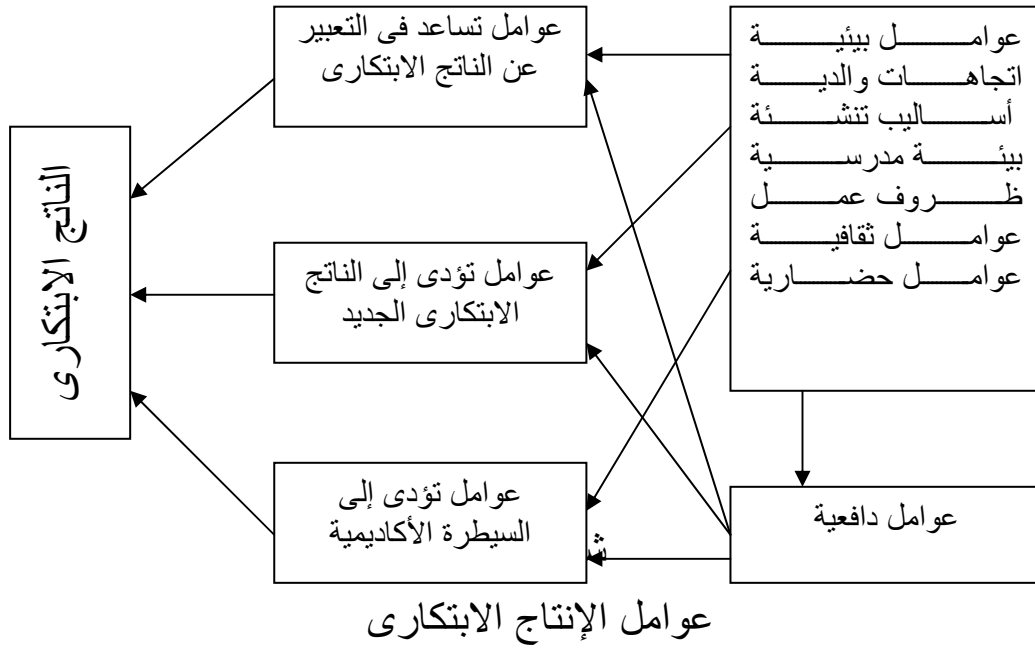 عوامل بيئية
اتجاهات والدية
أساليب تنشئة
بيئة مدرسية
ظروف عمل
عوامل ثقافية
عوامل حضارية
عوامل دافعية
عوامل تساعد فى التعبير
عن الناتج الابتكارى
عوامل تؤدى إلى الناتج
الابتكارى الجديد
عوامل تؤدى إلى
السيطرة الأكاديمية
الناتج الابتكارى
عوامل الإنتاج الابتكارى